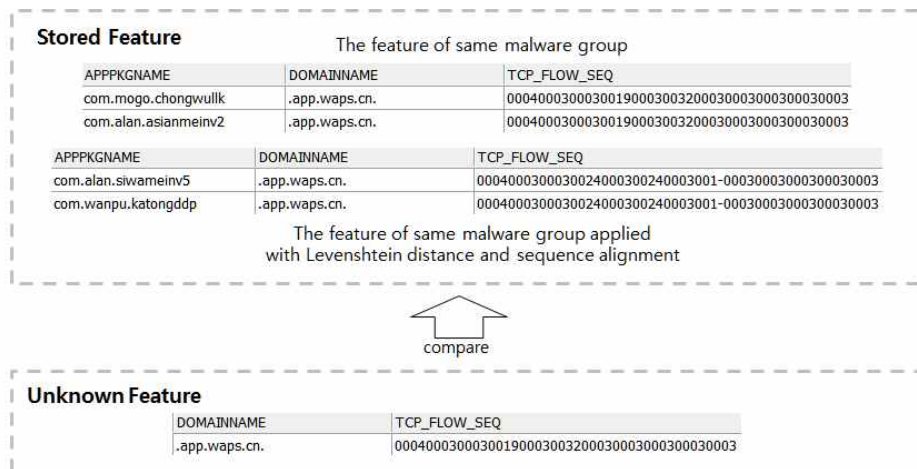 Stored Feature
The feature of same malware group
APPPKGNAME DOMAINNAME TCP_FLOW_SEQ
com.mogo.chongwullk .app.waps.cn. 000400030003001900030032000300030003000300030003
com.alan.asianmeinv2 .app.waps.cn. 000400030003001900030032000300030003000300030003
APPPKGNAME DOMAINNAME TCP_FLOW_SEQ
com.alan.siwameinv5 .app.waps.cn. 00040003000300240003002400030001-00030003000300030003
com.wanpu.katongddp .app.waps.cn. 00040003000300240003002400030001-00030003000300030003
The feature of same malware group applied
with Levenshtein distance and sequence alignment
compare
Unknown Feature
DOMAINNAME TCP_FLOW_SEQ
.app.waps.cn. 000400030003001900030032000300030003000300030003